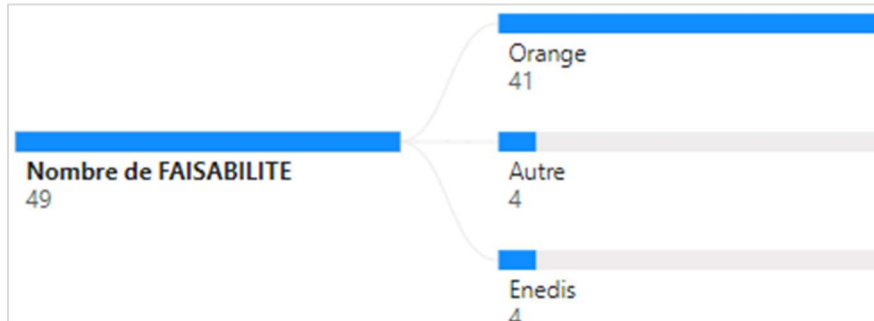 Orange
41
Nombre de FAISABILITE
49
Autre
4
Enedis
4